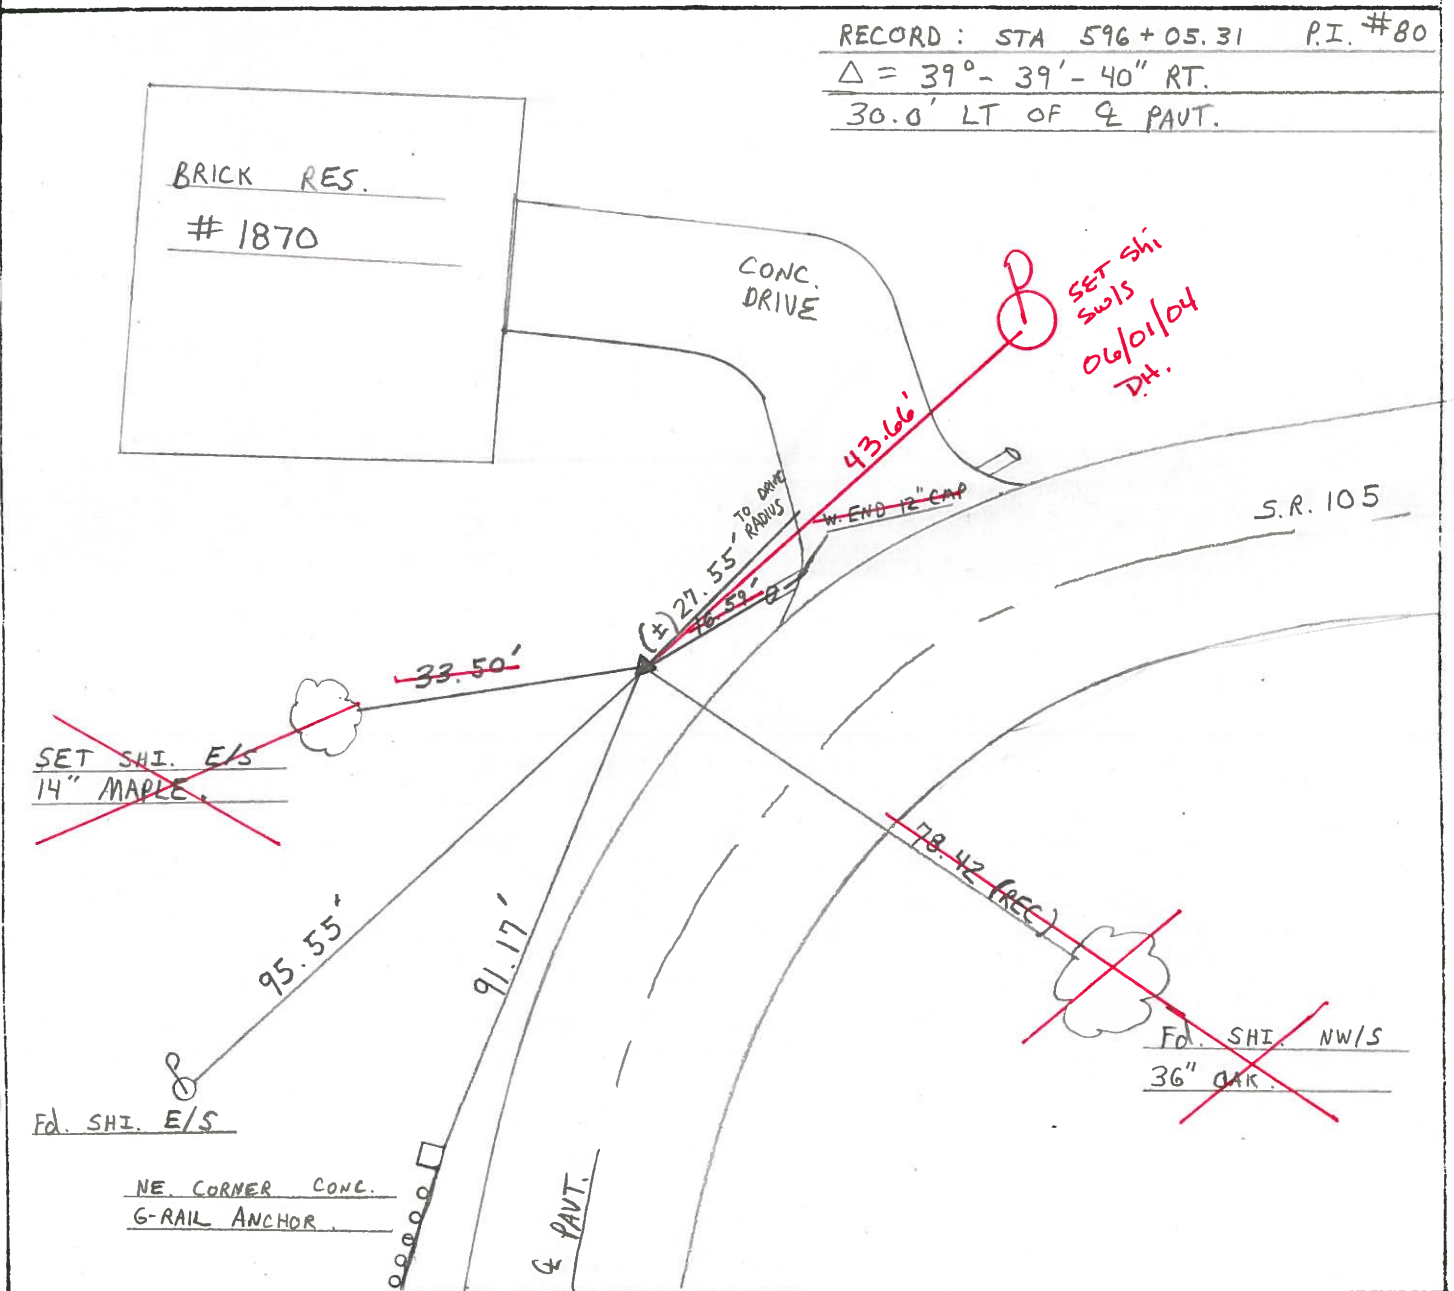 RECORD: STA 596+05.31 P.I. #80
△ = 39°-39'-40" RT.
30.0' LT OF ℄ PAVT.
BRICK RES.
# 1870
CONC.
DRIVE
SET Shi
SW/S
06/01/04
DH.
43.66'
TO DRIVE
RADIUS
W. END 12" CAP
S.R. 105
(±) 27.55'
16.59'
33.50'
SET SHI. E/S
14" MAPLE.
78.42 (REC)
95.55'
91.17'
Fd. SHI. NW/S
36" OAK.
Fd. SHI. E/S
NE. CORNER CONC.
G-RAIL ANCHOR.
℄ PAVT.